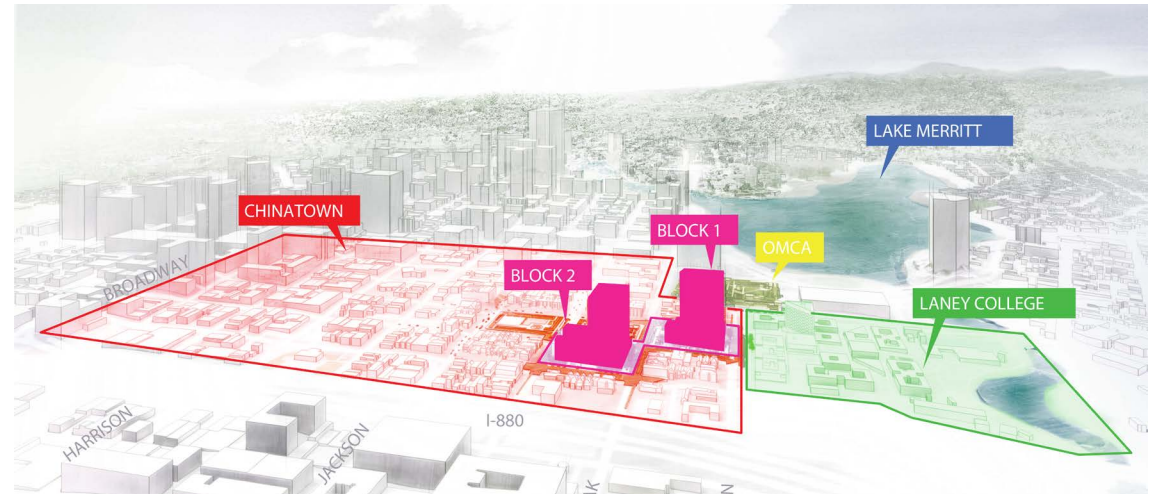 LAKE MERRITT
CHINATOWN
BLOCK 1
OMCA
BROADWAY
BLOCK 2
LANEY COLLEGE
I-880
HARRISON
JACKSON